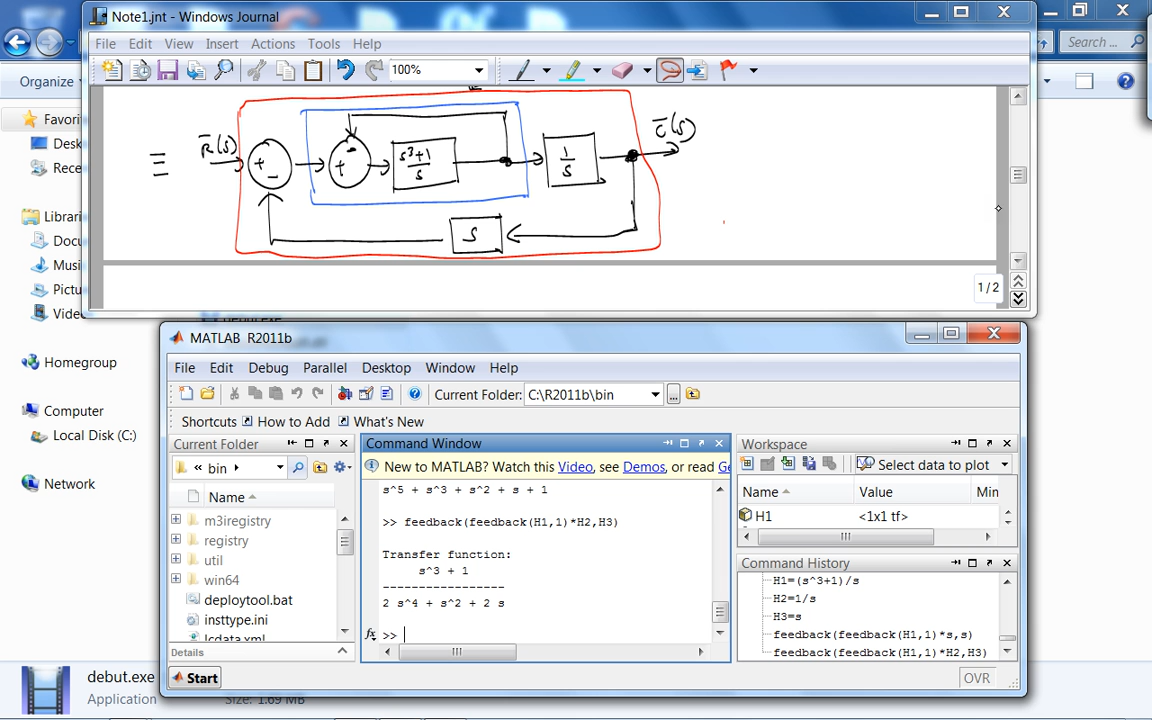 Note1.jnt - Windows Journal
Search...
File Edit View Insert Actions Tools Help
Organize
100%
Favori
Desk
Rece
Librari
Docu
Musi
Pictu
Vide
Homegroup
Computer
Local Disk (C:)
Network
≡ R̄(s) + - + - s³+1/s 1/s C̄(s)
s
1 / 2
MATLAB R2011b
File Edit Debug Parallel Desktop Window Help
Current Folder: C:\R2011b\bin
Shortcuts How to Add What's New
Current Folder
« bin
Name
m3iregistry
registry
util
win64
deploytool.bat
insttype.ini
lcdata.xml
Details
Command Window
New to MATLAB? Watch this Video, see Demos, or read Ge
s^5 + s^3 + s^2 + s + 1
>> feedback(feedback(H1,1)*H2,H3)
Transfer function:
s^3 + 1
-----------------
2 s^4 + s^2 + 2 s
fx >>
Workspace
Select data to plot
Name Value Min
H1 <1x1 tf>
Command History
H1=(s^3+1)/s
H2=1/s
H3=s
feedback(feedback(H1,1)*s,s)
feedback(feedback(H1,1)*H2,H3)
Start
OVR
debut.exe
Application Size: 1.69 MB